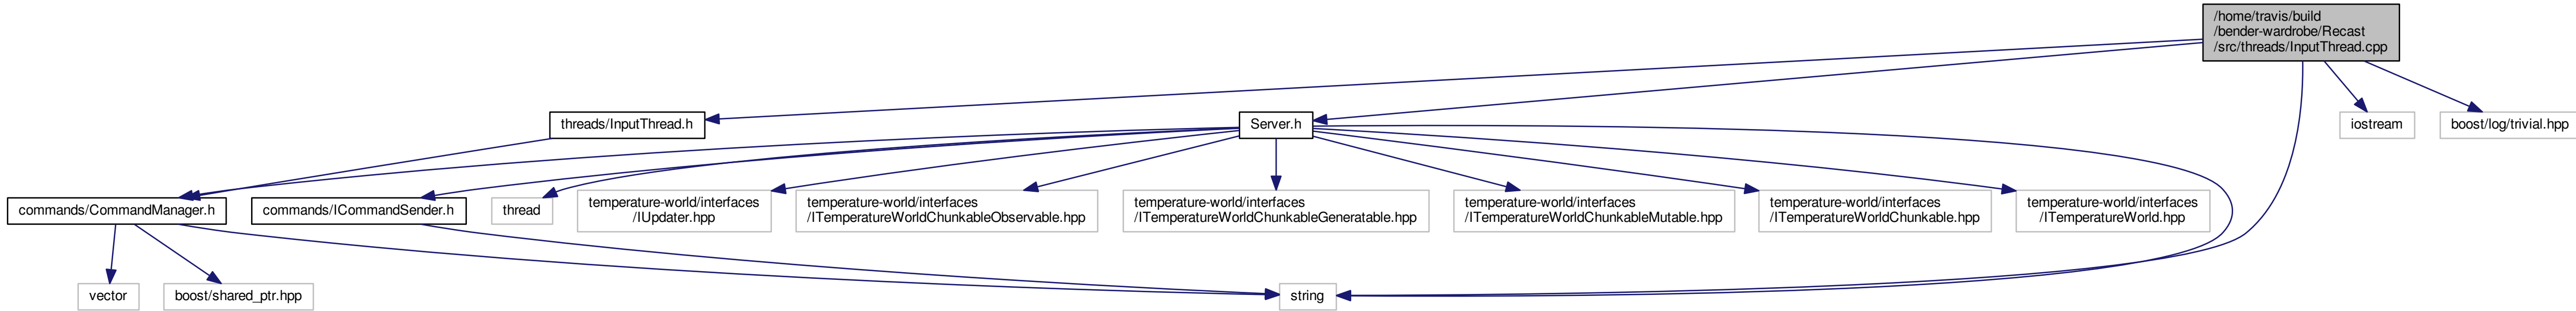 /home/travis/build
/bender-wardrobe/Recast
/src/threads/InputThread.cpp
threads/InputThread.h
Server.h
iostream
boost/log/trivial.hpp
commands/CommandManager.h
commands/ICommandSender.h
thread
temperature-world/interfaces
/IUpdater.hpp
temperature-world/interfaces
/ITemperatureWorldChunkableObservable.hpp
temperature-world/interfaces
/ITemperatureWorldChunkableGeneratable.hpp
temperature-world/interfaces
/ITemperatureWorldChunkableMutable.hpp
temperature-world/interfaces
/ITemperatureWorldChunkable.hpp
temperature-world/interfaces
/ITemperatureWorld.hpp
vector
boost/shared_ptr.hpp
string